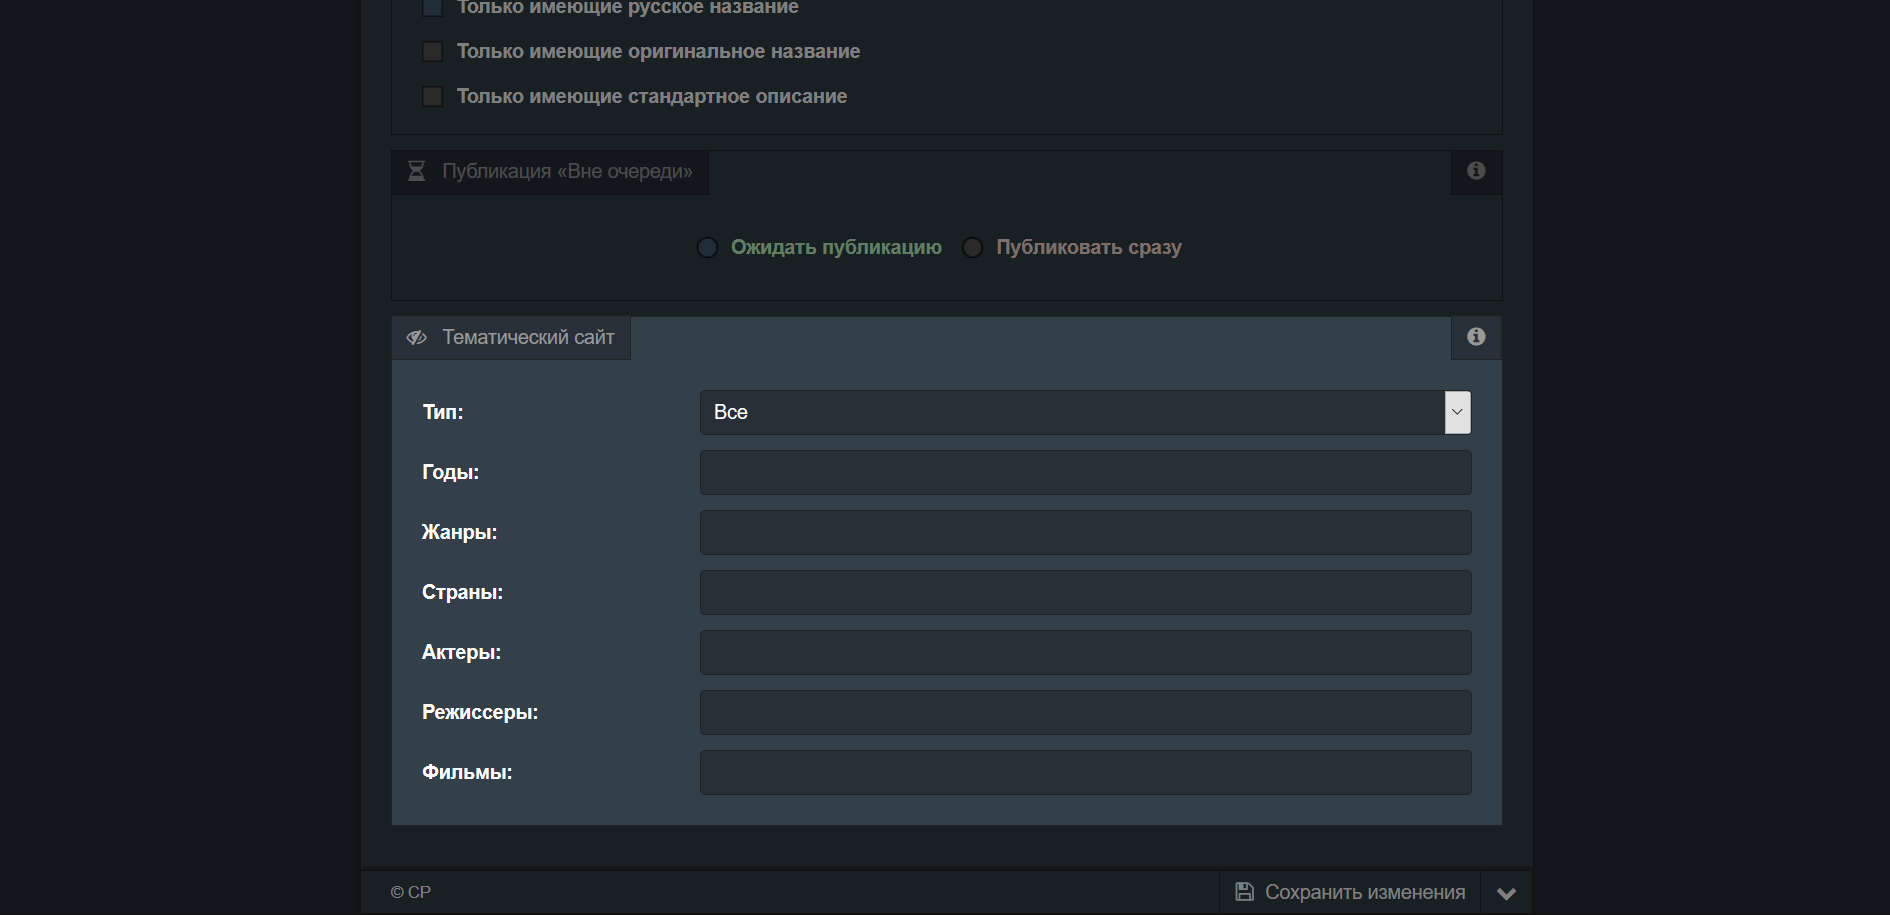 Только имеющие русское название
Только имеющие оригинальное название
Только имеющие стандартное описание
Публикация «Вне очереди»
Ожидать публикацию Публиковать сразу
Тематический сайт
Тип: Все
Годы:
Жанры:
Страны:
Актеры:
Режиссеры:
Фильмы:
© CP Сохранить изменения